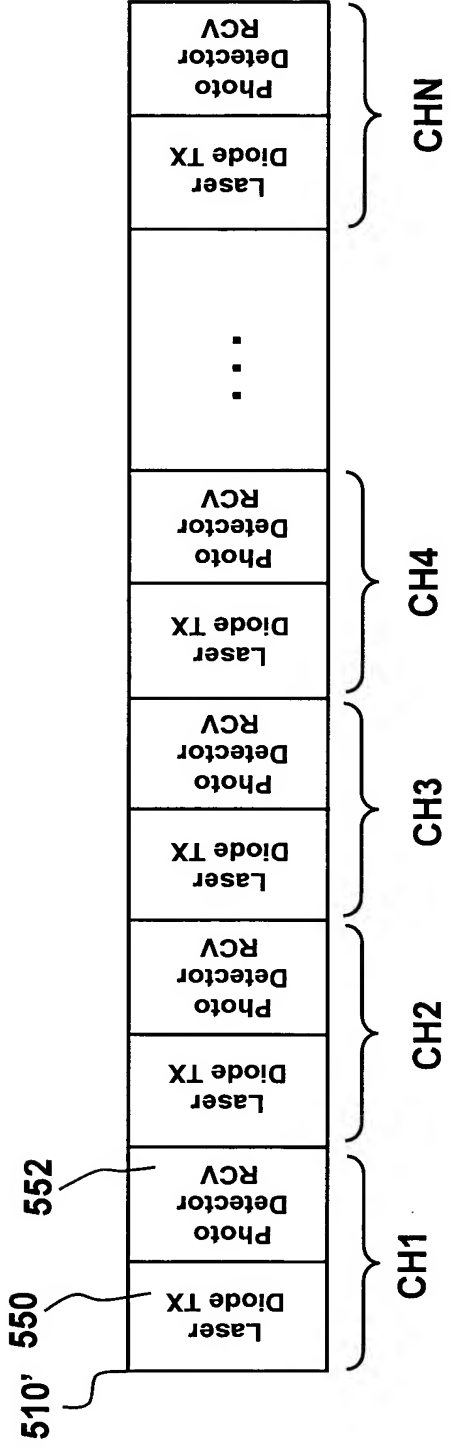 510'
550
552
Laser
Diode TX
Photo
Detector
RCV
Laser
Diode TX
Photo
Detector
RCV
Laser
Diode TX
Photo
Detector
RCV
Laser
Diode TX
Photo
Detector
RCV
...
Laser
Diode TX
Photo
Detector
RCV
CH1
CH2
CH3
CH4
CHN